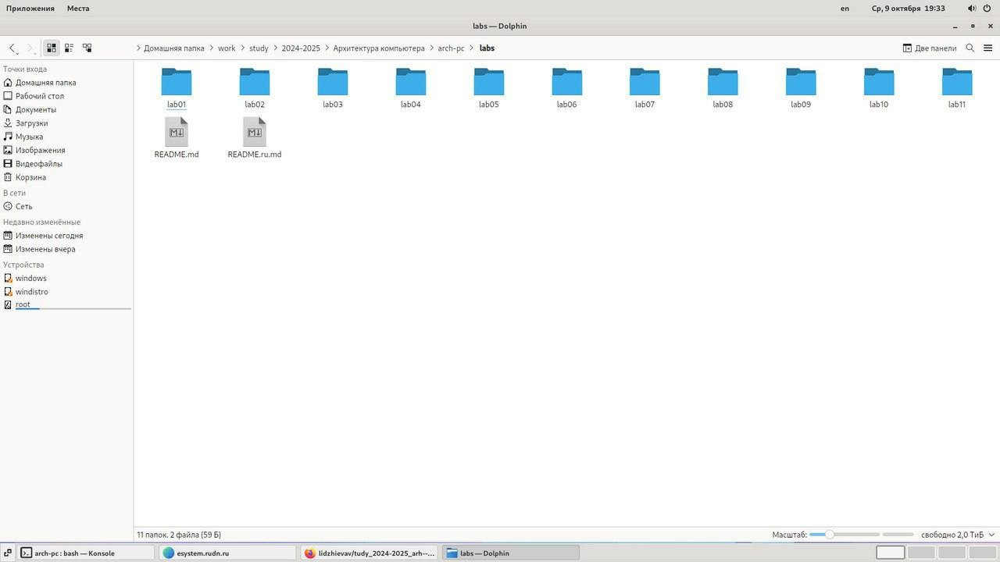 Приложения Места en Ср, 9 октября 19:33
labs — Dolphin
Домашняя папка work study 2024-2025 Архитектура компьютера arch-pc labs Две панели
Точки входа
Домашняя папка
Рабочий стол
Документы
Загрузки
Музыка
Изображения
Видеофайлы
Корзина
В сети
Сеть
Недавно изменённые
Изменены сегодня
Изменены вчера
Устройства
windows
windistro
root
lab01 lab02 lab03 lab04 lab05 lab06 lab07 lab08 lab09 lab10 lab11
README.md README.ru.md
11 папок. 2 файла (59 Б) Масштаб: свободно 2,0 ТиБ
arch-pc : bash — Konsole esystem.rudn.ru lidzhievav/tudy_2024-2025_arh--... labs — Dolphin